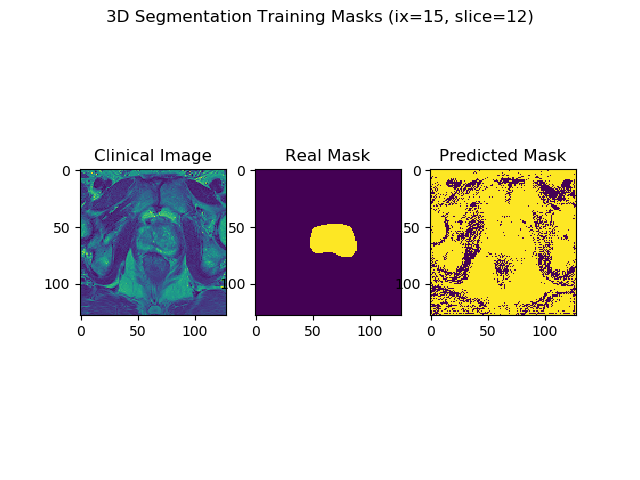 3D Segmentation Training Masks (ix=15, slice=12)
Clinical Image Real Mask Predicted Mask
0 0 0
50 50 50
100 100 100
0 50 100 0 50 100 0 50 100